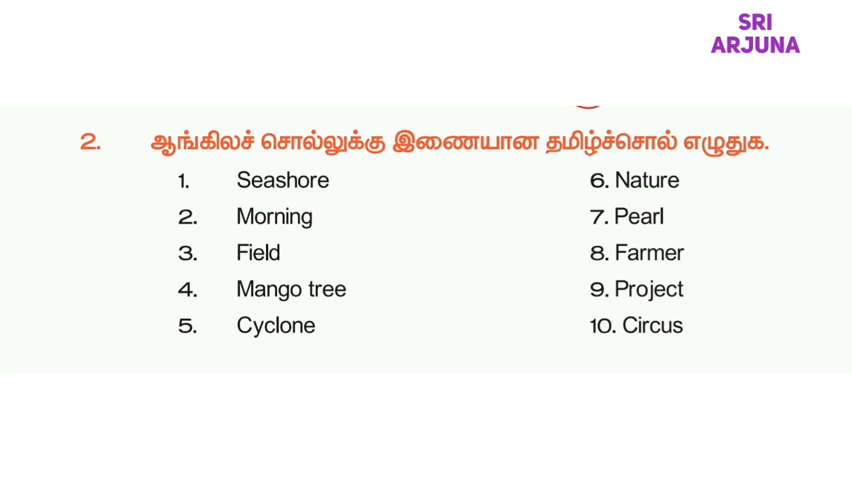 SRI
ARJUNA
2. ஆங்கிலச் சொல்லுக்கு இணையான தமிழ்ச்சொல் எழுதுக.
1. Seashore 6. Nature
2. Morning 7. Pearl
3. Field 8. Farmer
4. Mango tree 9. Project
5. Cyclone 10. Circus